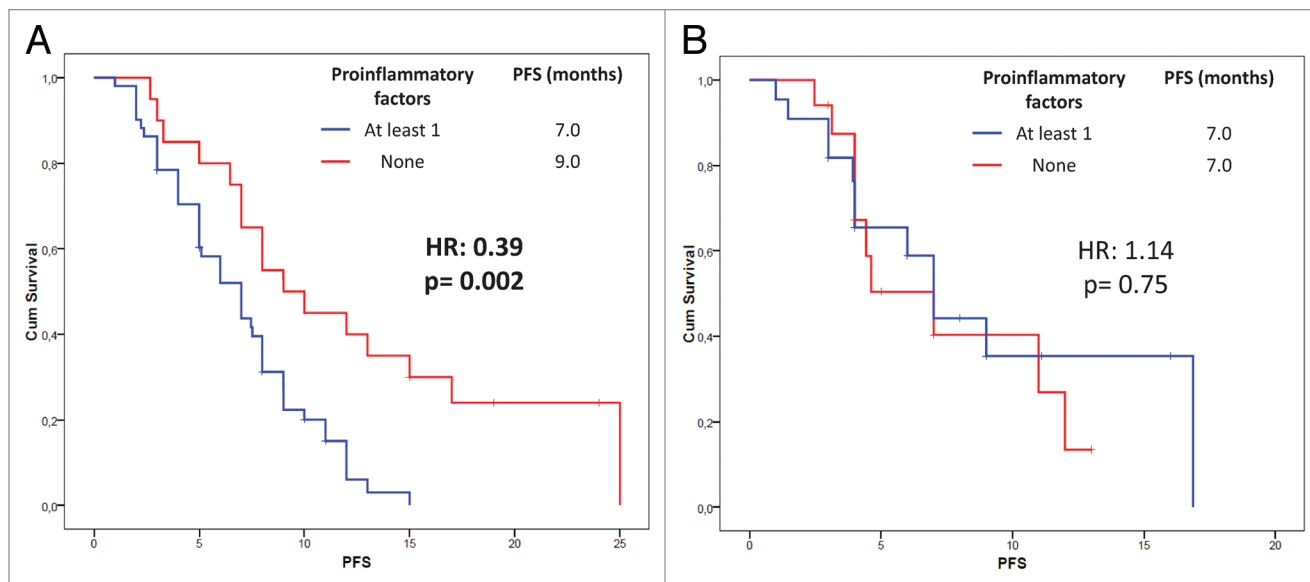 A
Proinflammatory factors PFS (months)
At least 1 7.0
None 9.0
HR: 0.39
p= 0.002
Cum Survival
1,0
0,8
0,6
0,4
0,2
0,0
0 5 10 15 20 25
PFS
B
Proinflammatory factors PFS (months)
At least 1 7.0
None 7.0
HR: 1.14
p= 0.75
Cum Survival
1,0
0,8
0,6
0,4
0,2
0,0
0 5 10 15 20
PFS